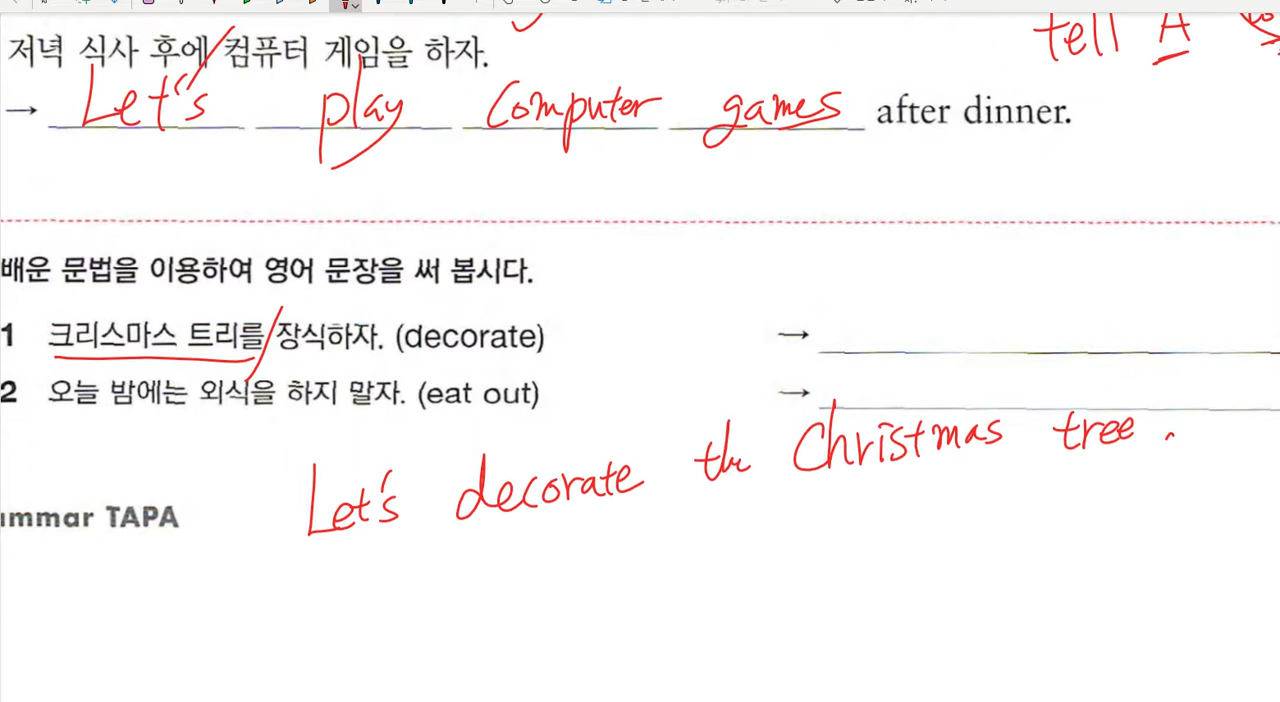 tell A
저녁 식사 후에/컴퓨터 게임을 하자.
→ Let's play computer games after dinner.
배운 문법을 이용하여 영어 문장을 써 봅시다.
1 크리스마스 트리를/장식하자. (decorate) →
2 오늘 밤에는 외식을 하지 말자. (eat out) →
Let's decorate the Christmas tree.
mmar TAPA